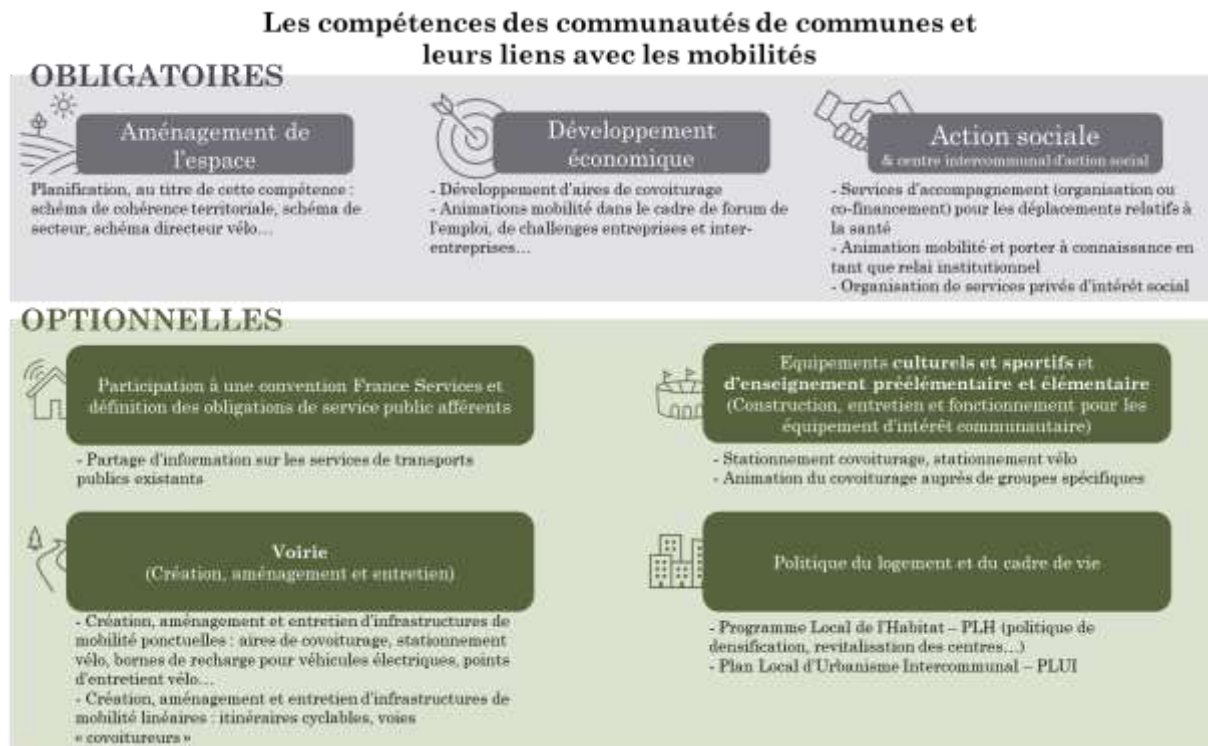 Les compétences des communautés de communes et
leurs liens avec les mobilités
OBLIGATOIRES
Aménagement de
l'espace
Planification, au titre de cette compétence :
schéma de cohérence territoriale, schéma de
secteur, schéma directeur vélo…
Développement
économique
- Développement d'aires de covoiturage
- Animations mobilité dans le cadre de forum de
l'emploi, de challenges entreprises et inter-
entreprises…
Action sociale
& centre intercommunal d'action social
- Services d'accompagnement (organisation ou
co-financement) pour les déplacements relatifs à
la santé
- Animation mobilité et porter à connaissance en
tant que relai institutionnel
- Organisation de services privés d'intérêt social
OPTIONNELLES
Participation à une convention France Services et
définition des obligations de service public afférents
- Partage d'information sur les services de transports
publics existants
Equipements culturels et sportifs et
d'enseignement préélémentaire et élémentaire
(Construction, entretien et fonctionnement pour les
équipement d'intérêt communautaire)
- Stationnement covoiturage, stationnement vélo
- Animation du covoiturage auprès de groupes spécifiques
Voirie
(Création, aménagement et entretien)
- Création, aménagement et entretien d'infrastructures de
mobilité ponctuelles : aires de covoiturage, stationnement
vélo, bornes de recharge pour véhicules électriques, points
d'entretient vélo…
- Création, aménagement et entretien d'infrastructures de
mobilité linéaires : itinéraires cyclables, voies
« covoitureurs »
Politique du logement et du cadre de vie
- Programme Local de l'Habitat – PLH (politique de
densification, revitalisation des centres…)
- Plan Local d'Urbanisme Intercommunal – PLUI